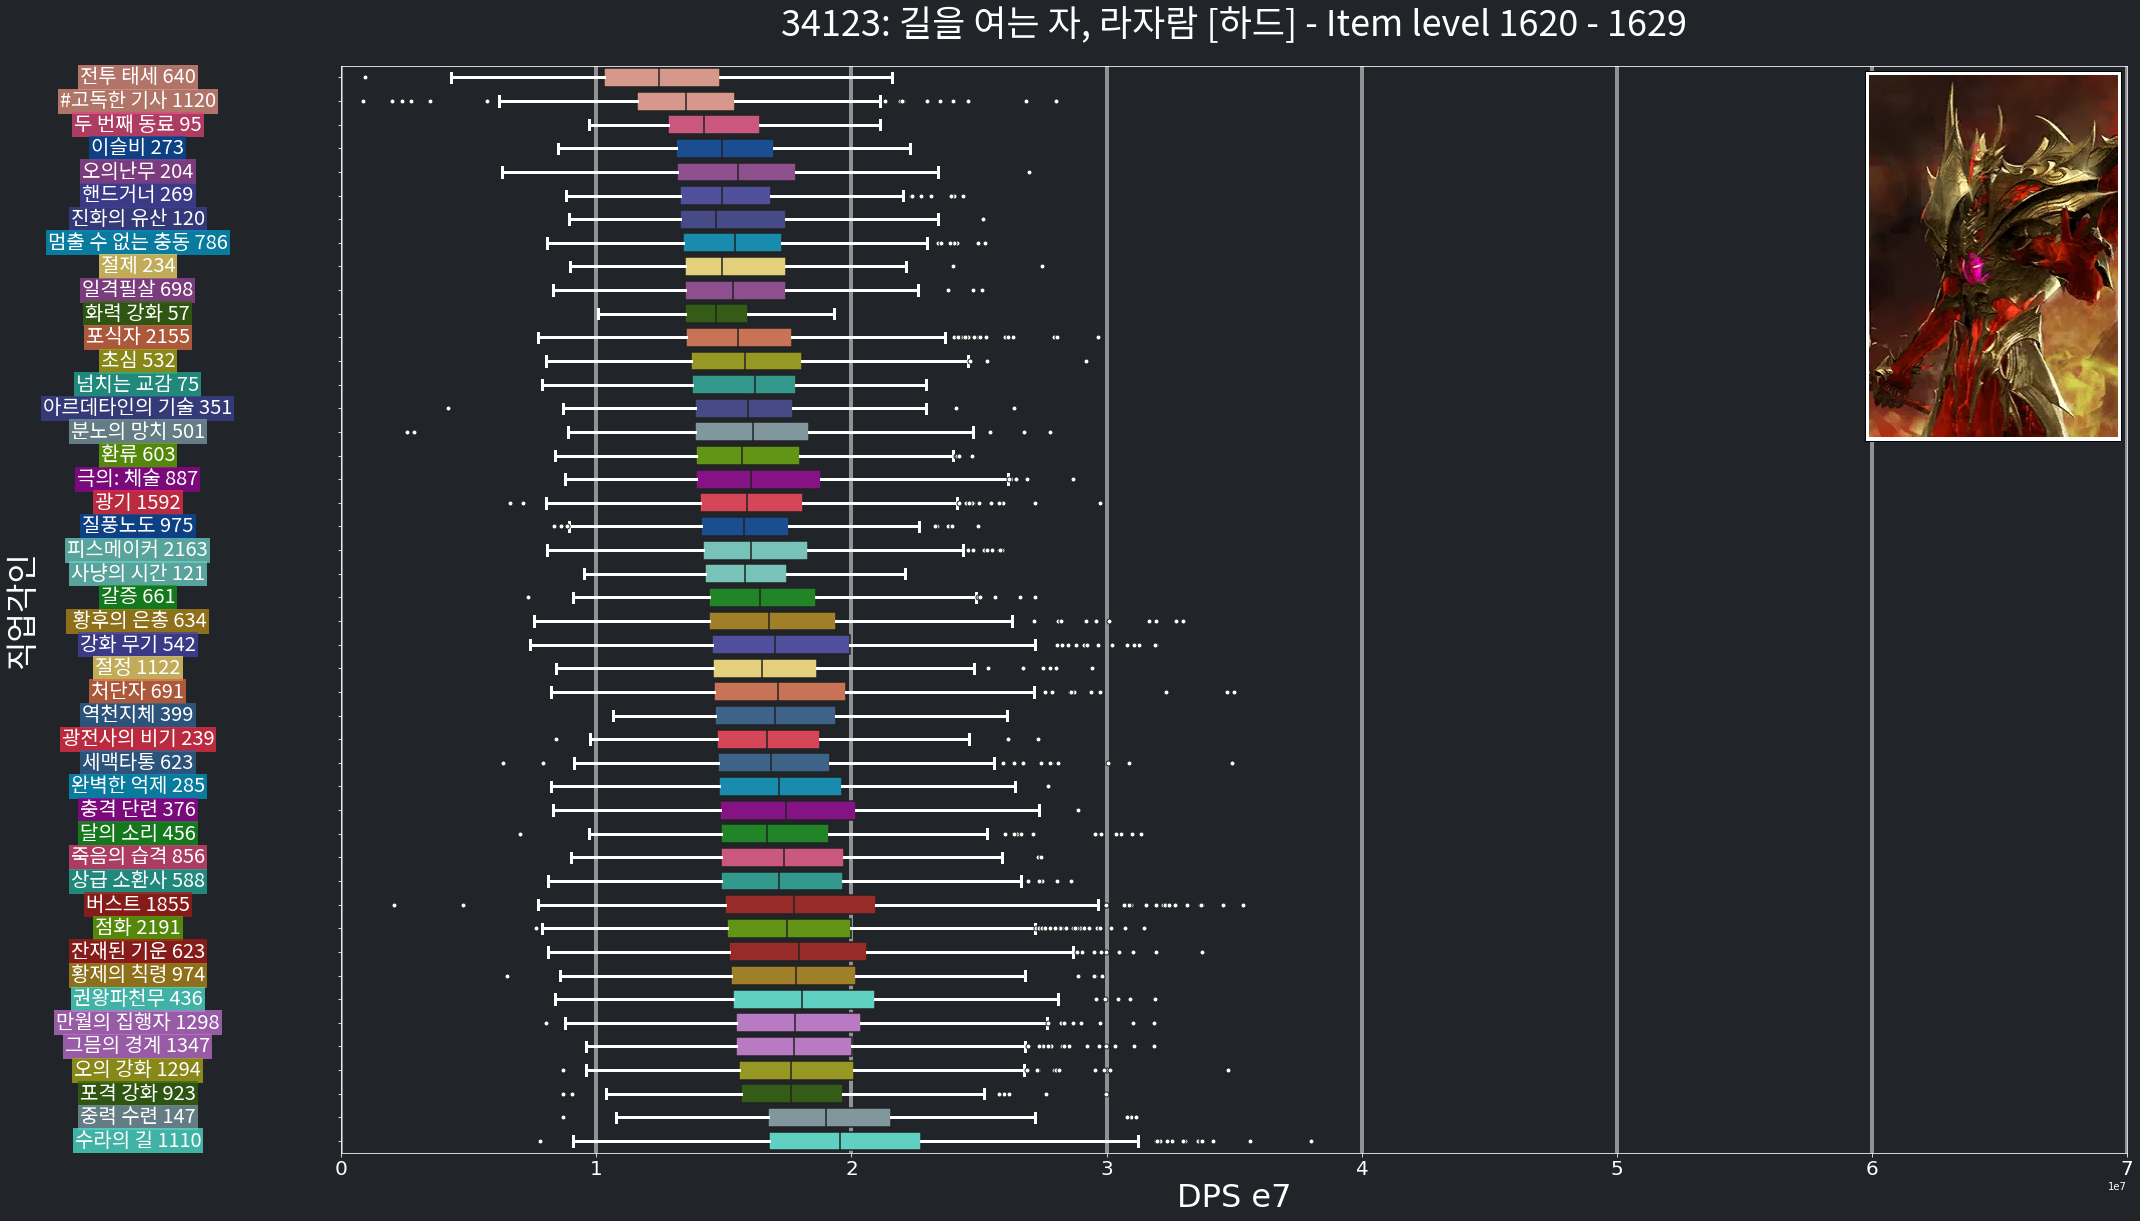 34123: 길을 여는 자, 라자람 [하드] - Item level 1620 - 1629
전투 태세 640
#고독한 기사 1120
두 번째 동료 95
이슬비 273
오의난무 204
핸드거너 269
진화의 유산 120
멈출 수 없는 충동 786
절제 234
일격필살 698
화력 강화 57
포식자 2155
초심 532
넘치는 교감 75
아르데타인의 기술 351
분노의 망치 501
환류 603
극의: 체술 887
광기 1592
질풍노도 975
피스메이커 2163
사냥의 시간 121
갈증 661
황후의 은총 634
강화 무기 542
절정 1122
처단자 691
역천지체 399
광전사의 비기 239
세맥타통 623
완벽한 억제 285
충격 단련 376
달의 소리 456
죽음의 습격 856
상급 소환사 588
버스트 1855
점화 2191
잔재된 기운 623
황제의 칙령 974
권왕파천무 436
만월의 집행자 1298
그믐의 경계 1347
오의 강화 1294
포격 강화 923
중력 수련 147
수라의 길 1110
직업각인
0 1 2 3 4 5 6 7
1e7
DPS e7